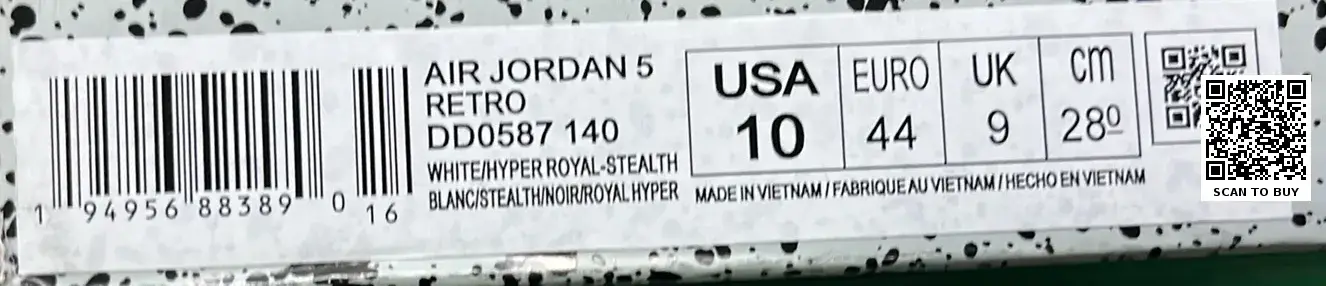 AIR JORDAN 5
RETRO
DD0587 140
WHITE/HYPER ROYAL-STEALTH
BLANC/STEALTH/NOIR/ROYAL HYPER
USA EURO UK cm
10 44 9 28º
MADE IN VIETNAM / FABRIQUE AU VIETNAM / HECHO EN VIETNAM
1 94956 88389 0 16
SCAN TO BUY